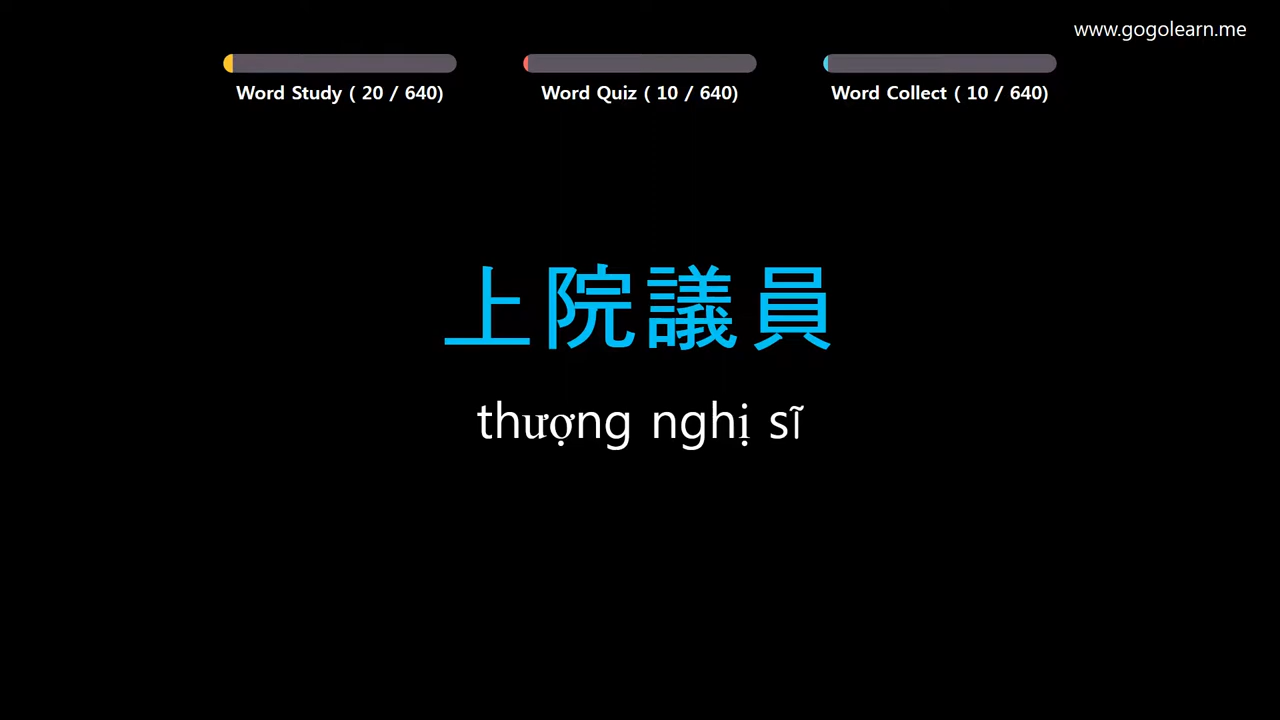 www.gogolearn.me
Word Study ( 20 / 640)
Word Quiz ( 10 / 640)
Word Collect ( 10 / 640)
上院議員
thượng nghị sĩ